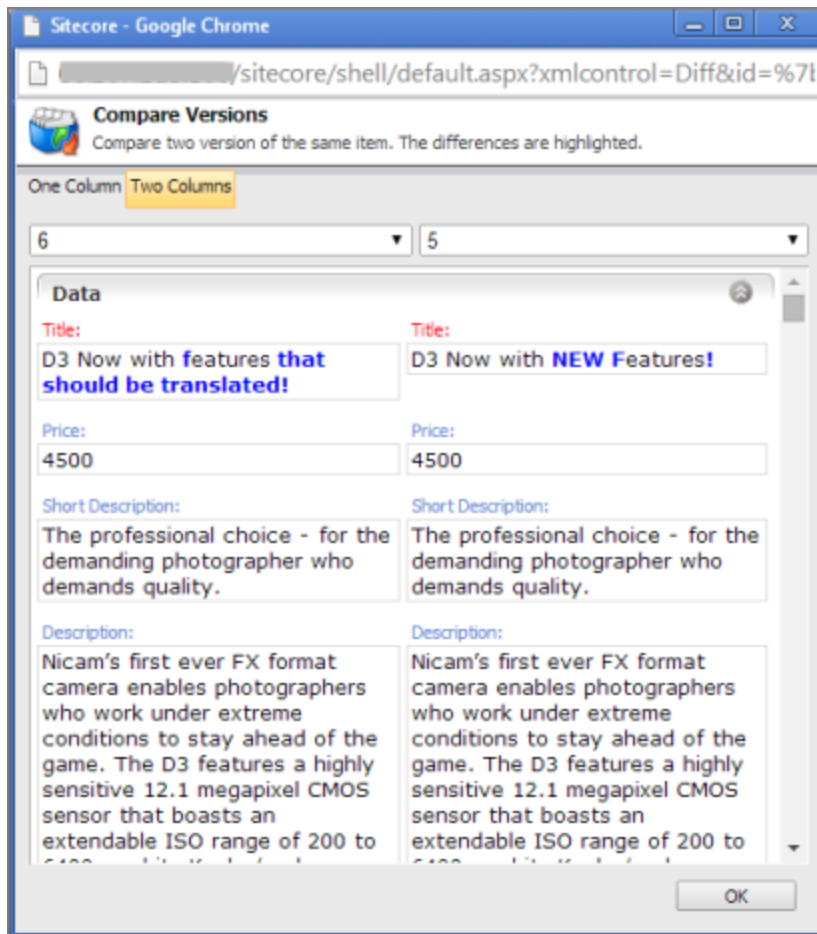 Sitecore - Google Chrome
/sitecore/shell/default.aspx?xmlcontrol=Diff&id=%7b
Compare Versions
Compare two version of the same item. The differences are highlighted.
One Column Two Columns
6 5
Data
Title: Title:
D3 Now with features that D3 Now with NEW Features!
should be translated!
Price: Price:
4500 4500
Short Description: Short Description:
The professional choice - for the The professional choice - for the
demanding photographer who demanding photographer who
demands quality. demands quality.
Description: Description:
Nicam's first ever FX format Nicam's first ever FX format
camera enables photographers camera enables photographers
who work under extreme who work under extreme
conditions to stay ahead of the conditions to stay ahead of the
game. The D3 features a highly game. The D3 features a highly
sensitive 12.1 megapixel CMOS sensitive 12.1 megapixel CMOS
sensor that boasts an sensor that boasts an
extendable ISO range of 200 to extendable ISO range of 200 to
OK